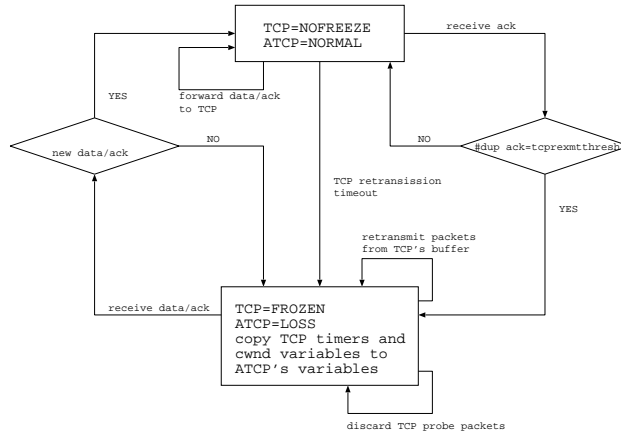 TCP=NOFREEZE
ATCP=NORMAL
receive ack
forward data/ack
to TCP
YES
new data/ack
NO
NO
#dup ack=tcprexmtthresh
TCP retransission
timeout
YES
retransmit packets
from TCP's buffer
receive data/ack
TCP=FROZEN
ATCP=LOSS
copy TCP timers and
cwnd variables to
ATCP's variables
discard TCP probe packets